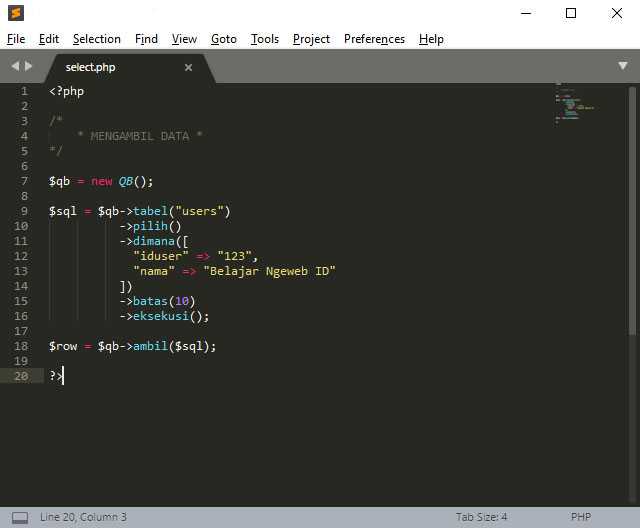 File Edit Selection Find View Goto Tools Project Preferences Help
select.php
1 <?php
2
3 /*
4 * MENGAMBIL DATA *
5 */
6
7 $qb = new QB();
8
9 $sql = $qb->tabel("users")
10 ->pilih()
11 ->dimana([
12 "iduser" => "123",
13 "nama" => "Belajar Ngeweb ID"
14 ])
15 ->batas(10)
16 ->eksekusi();
17
18 $row = $qb->ambil($sql);
19
20 ?>
Line 20, Column 3 Tab Size: 4 PHP